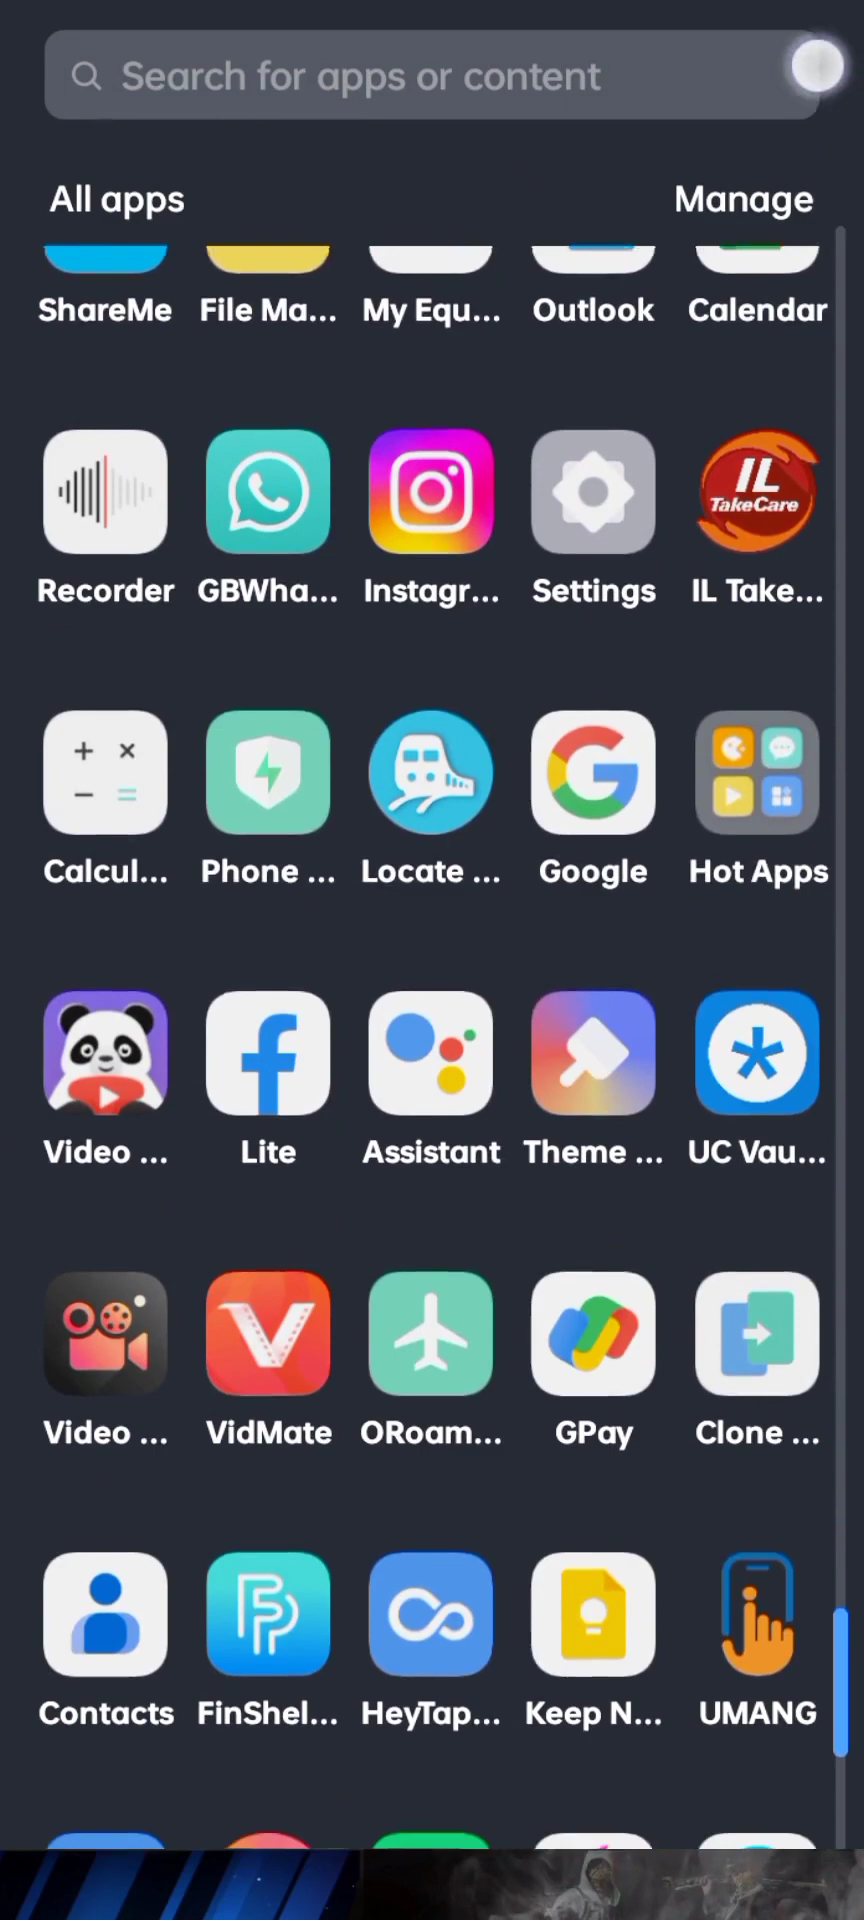 Search for apps or content
All apps Manage
ShareMe File Ma... My Equ... Outlook Calendar
IL
TakeCare
Recorder GBWha... Instagr... Settings IL Take...
Calcul... Phone ... Locate ... Google Hot Apps
Video ... Lite Assistant Theme ... UC Vau...
Video ... VidMate ORoam... GPay Clone ...
Contacts FinShel... HeyTap... Keep N... UMANG